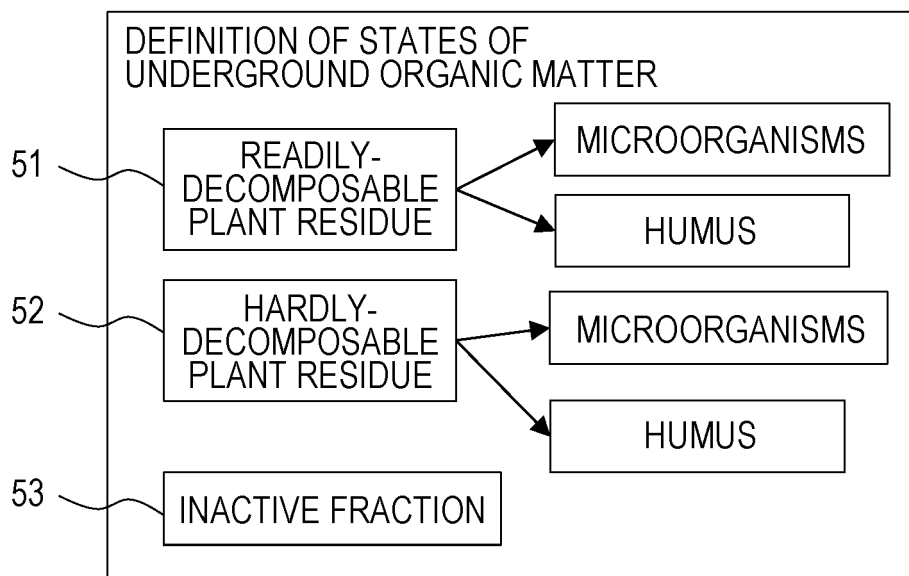 DEFINITION OF STATES OF
UNDERGROUND ORGANIC MATTER
51
READILY-
DECOMPOSABLE
PLANT RESIDUE
MICROORGANISMS
HUMUS
52
HARDLY-
DECOMPOSABLE
PLANT RESIDUE
MICROORGANISMS
HUMUS
53
INACTIVE FRACTION